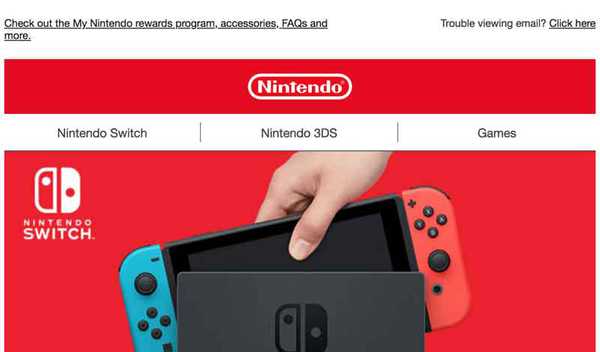 Check out the My Nintendo rewards program, accessories, FAQs and
more.
Trouble viewing email? Click here
Nintendo®
Nintendo Switch
Nintendo 3DS
Games
NINTENDO
SWITCH™